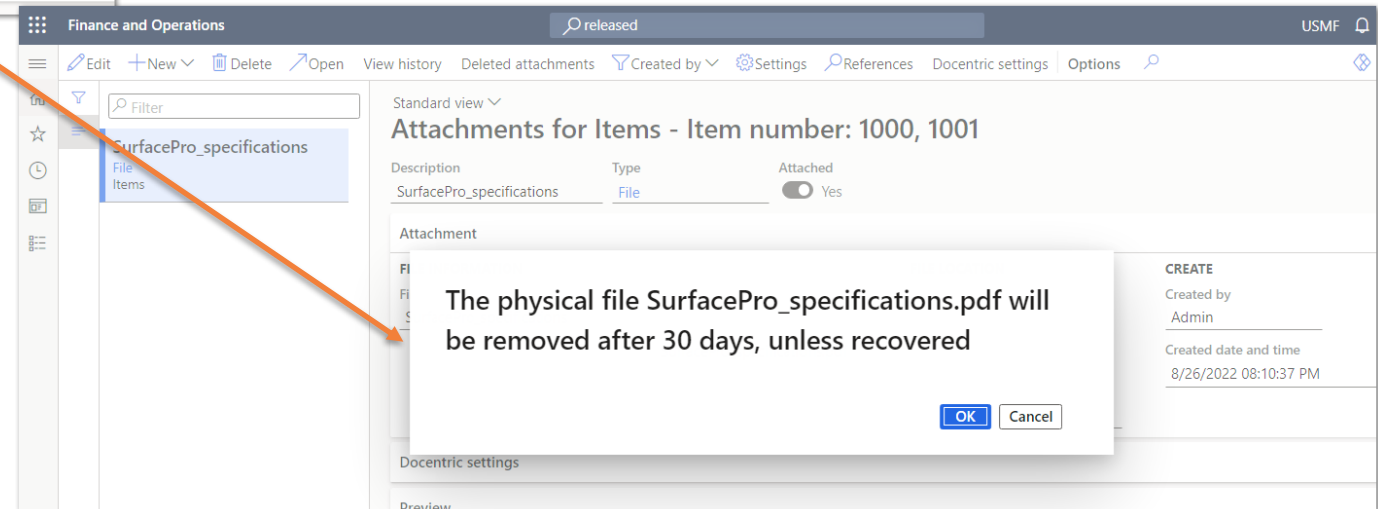 Finance and Operations released USMF
Edit New Delete Open View history Deleted attachments Created by Settings References Docentric settings Options
Filter
SurfacePro_specifications
File
Items
Standard view
Attachments for Items - Item number: 1000, 1001
Description Type Attached
SurfacePro_specifications File Yes
Attachment
The physical file SurfacePro_specifications.pdf will
be removed after 30 days, unless recovered
OK Cancel
CREATE
Created by
Admin
Created date and time
8/26/2022 08:10:37 PM
Docentric settings
Preview